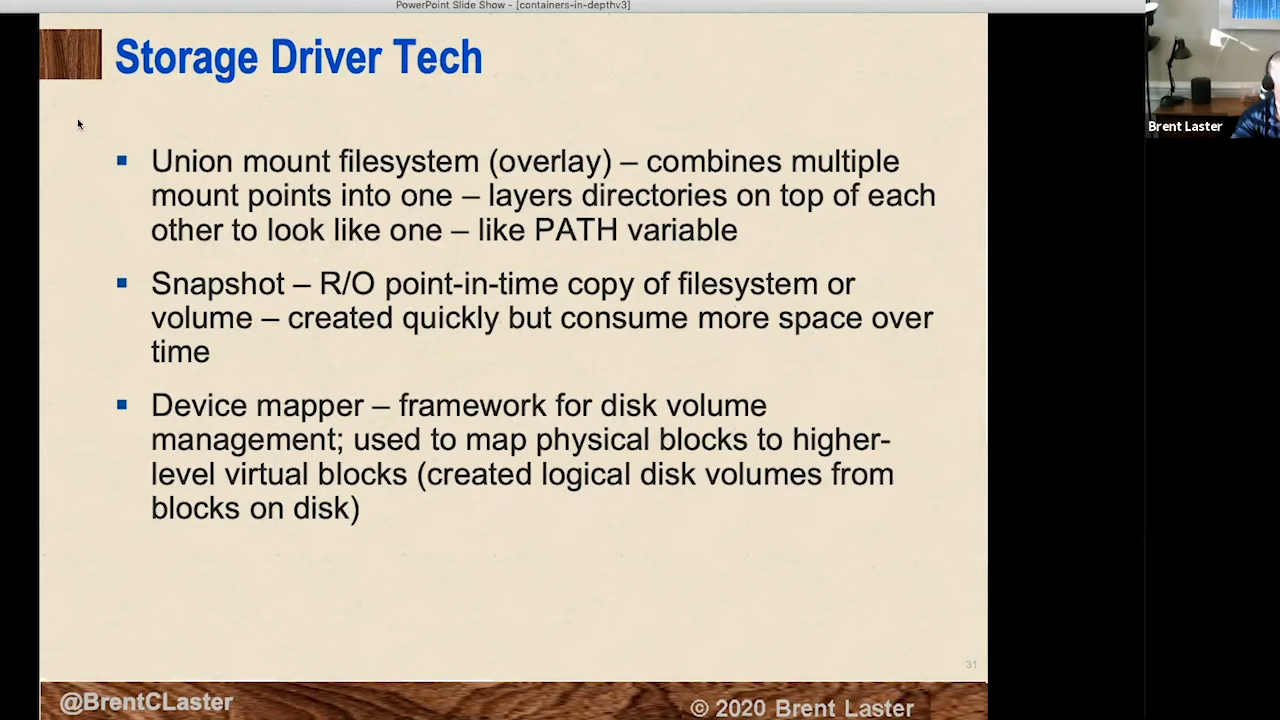 PowerPoint Slide Show - [containers-in-depthv3]
Storage Driver Tech
Brent Laster
▪ Union mount filesystem (overlay) – combines multiple
mount points into one – layers directories on top of each
other to look like one – like PATH variable
▪ Snapshot – R/O point-in-time copy of filesystem or
volume – created quickly but consume more space over
time
▪ Device mapper – framework for disk volume
management; used to map physical blocks to higher-
level virtual blocks (created logical disk volumes from
blocks on disk)
31
@BrentCLaster
© 2020 Brent Laster